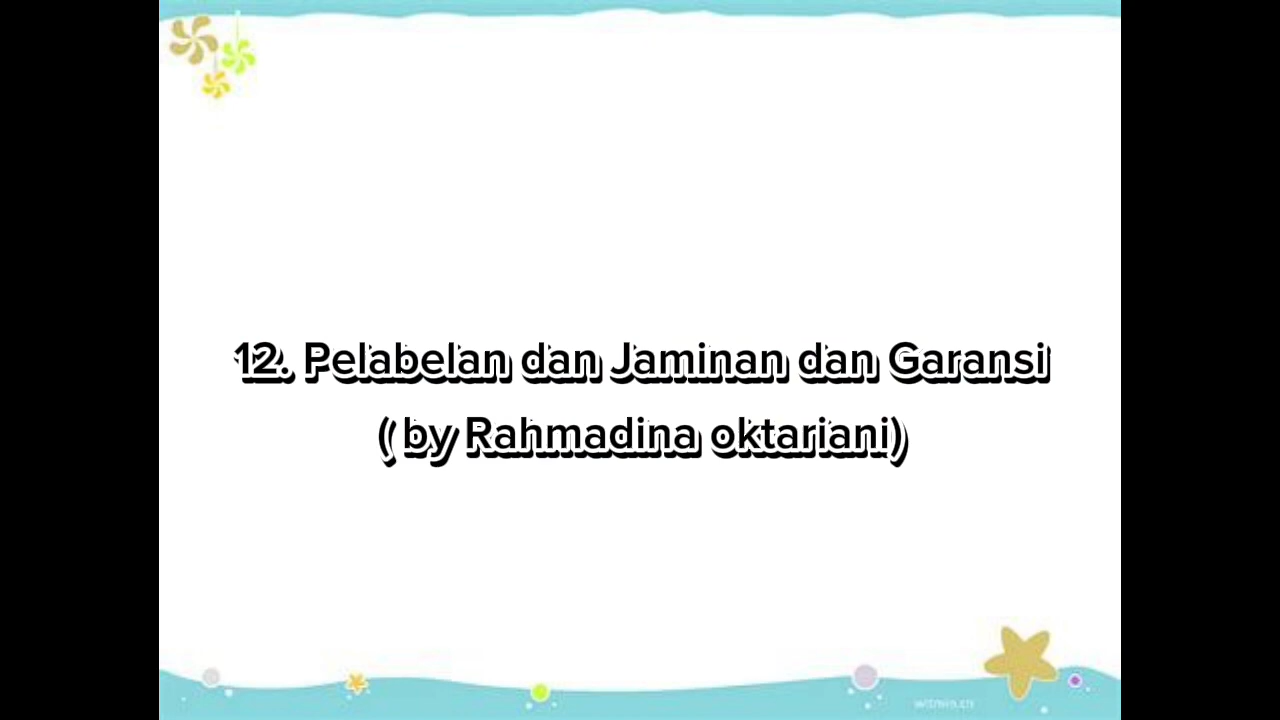 12. Pelabelan dan Jaminan dan Garansi
( by Rahmadina oktariani)